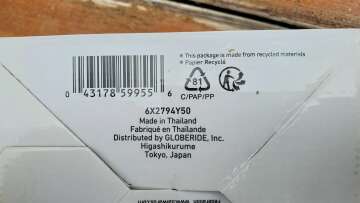 • This package is made from recycled materials
• Papier Recyclé
0 43178 59955 6
81
C/PAP/PP
6X2794Y50
Made in Thailand
Fabriqué en Thaïlande
Distributed by GLOBERIDE, Inc.
Higashikurume
Tokyo, Japan